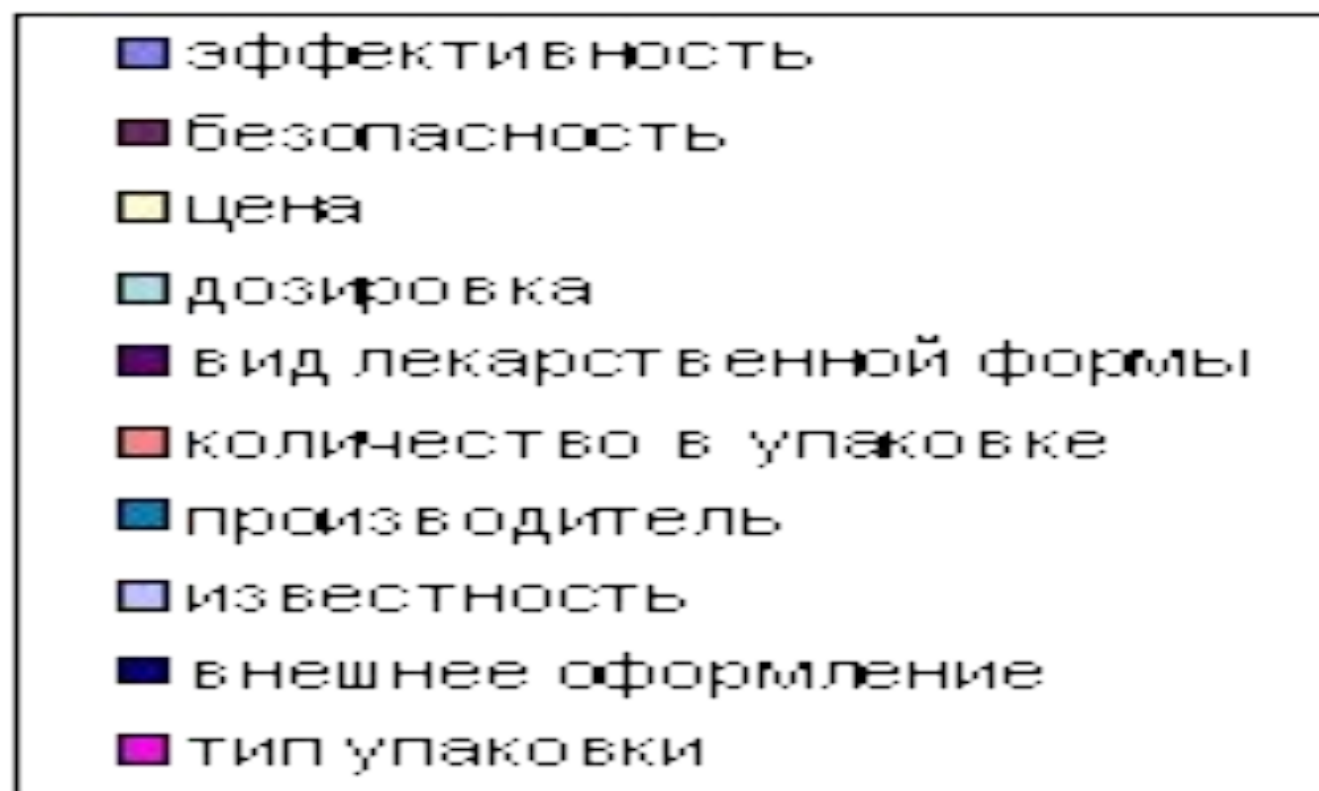 эффективность
безопасность
цена
дозировка
вид лекарственной формы
количество в упаковке
производитель
известность
внешнее оформление
тип упаковки